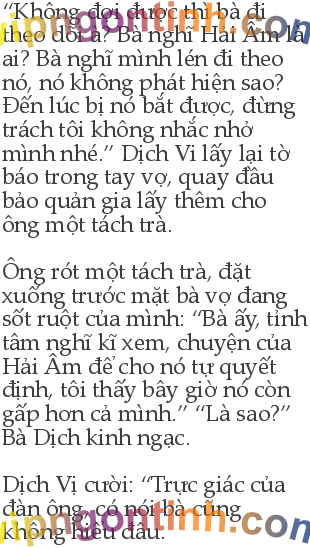 “Không đợi được thì bà đi
theo dõi à? Bà nghĩ Hải Âm là
ai? Bà nghĩ mình lén đi theo
nó, nó không phát hiện sao?
Đến lúc bị nó bắt được, đừng
trách tôi không nhắc nhở
mình nhé.” Dịch Vi lấy lại tờ
báo trong tay vợ, quay đầu
bảo quản gia lấy thêm cho
ông một tách trà.
Ông rót một tách trà, đặt
xuống trước mặt bà vợ đang
sốt ruột của mình: “Bà ấy, tỉnh
tâm nghĩ kĩ xem, chuyện của
Hải Âm để cho nó tự quyết
định, tôi thấy bây giờ nó còn
gấp hơn cả mình.” “Là sao?”
Bà Dịch kinh ngạc.
Dịch Vị cười: “Trực giác của
đàn ông, có nói bà cũng
không hiểu đâu.
vipngontinh.com
vipngontinh.com